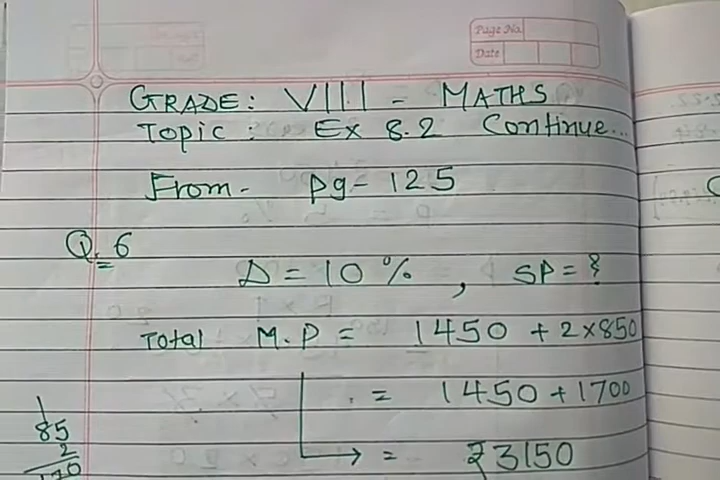 Page No.
Date
GRADE: VIII - MATHS
Topic: Ex 8.2 Continue...
From - pg - 125
Q.6
D = 10 %, SP = ?
Total M.P = 1450 + 2×850
= 1450 + 1700
= ₹3150
85
2
170